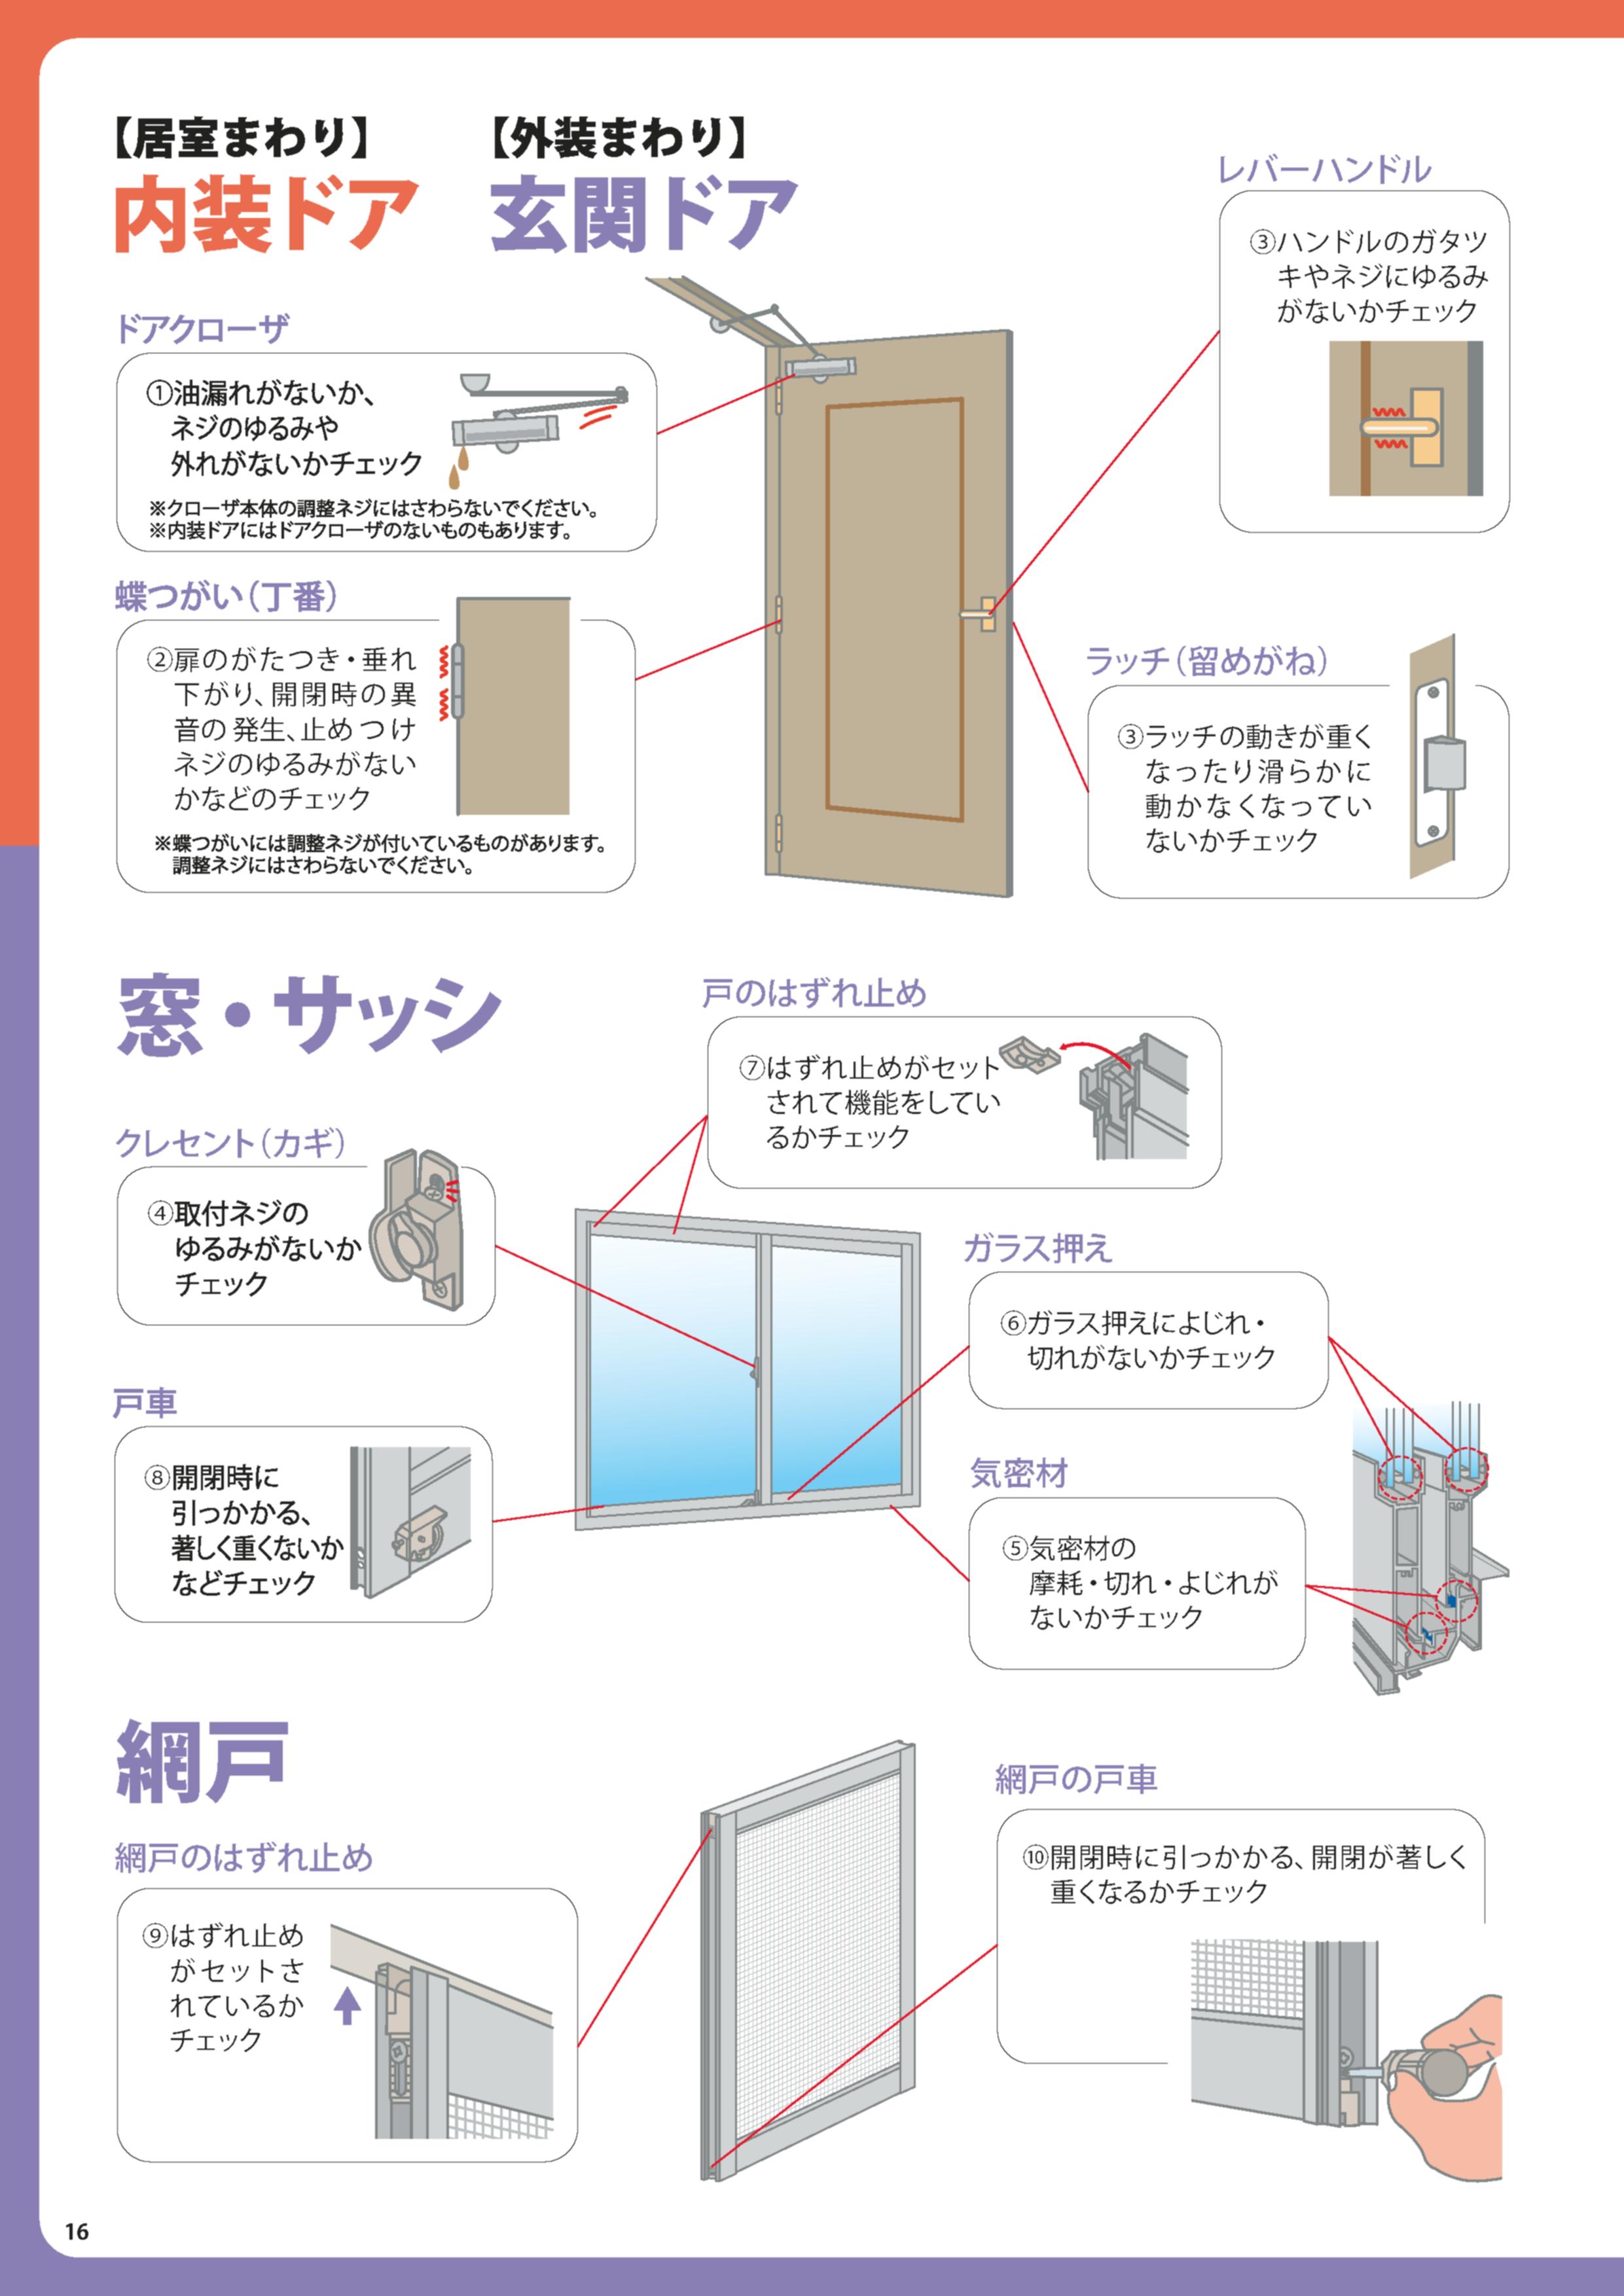 【居室まわり】
内装ドア
【外装まわり】
玄関ドア
ドアクローザ
①油漏れがないか、
ネジのゆるみや
外れがないかチェック
※クローザ本体の調整ネジにはさわらないでください。
※内装ドアにはドアクローザのないものもあります。
蝶つがい（丁番）
②扉のがたつき・垂れ
下がり、開閉時の異
音の発生、止めつけ
ネジのゆるみがない
かなどのチェック
※蝶つがいには調整ネジが付いているものがあります。
調整ネジにはさわらないでください。
レバーハンドル
③ハンドルのガタツ
キやネジにゆるみ
がないかチェック
ラッチ（留めがね）
③ラッチの動きが重く
なったり滑らかに
動かなくなってい
ないかチェック
窓・サッシ
戸のはずれ止め
⑦はずれ止めがセット
されて機能をしてい
るかチェック
クレセント（カギ）
④取付ネジの
ゆるみがないか
チェック
戸車
⑧開閉時に
引っかかる、
著しく重くないか
などチェック
ガラス押え
⑥ガラス押えによじれ・
切れがないかチェック
気密材
⑤気密材の
摩耗・切れ・よじれが
ないかチェック
網戸
網戸のはずれ止め
⑨はずれ止め
がセットさ
れているか
チェック
網戸の戸車
⑩開閉時に引っかかる、開閉が著しく
重くなるかチェック
16